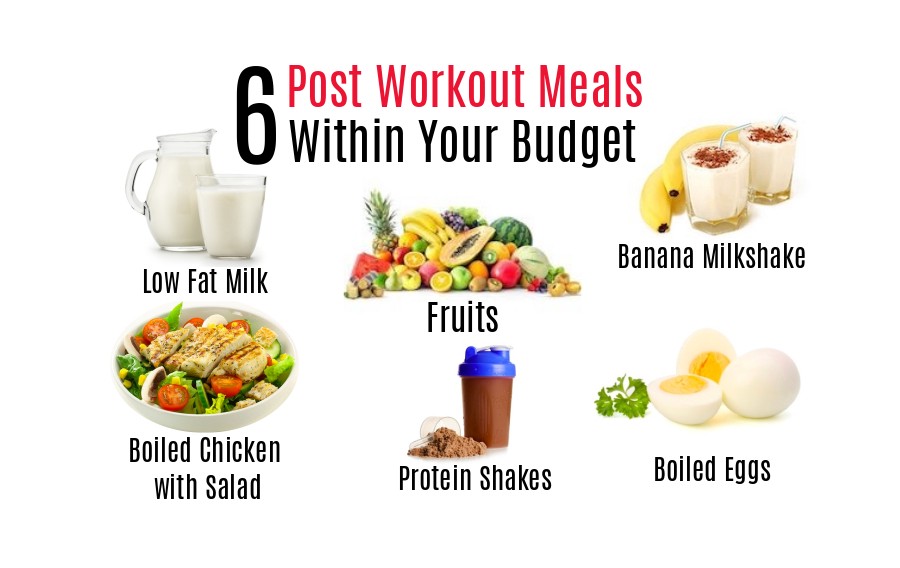 6
Post Workout Meals
Within Your Budget
Low Fat Milk
Fruits
Banana Milkshake
Boiled Chicken
with Salad
Protein Shakes
Boiled Eggs